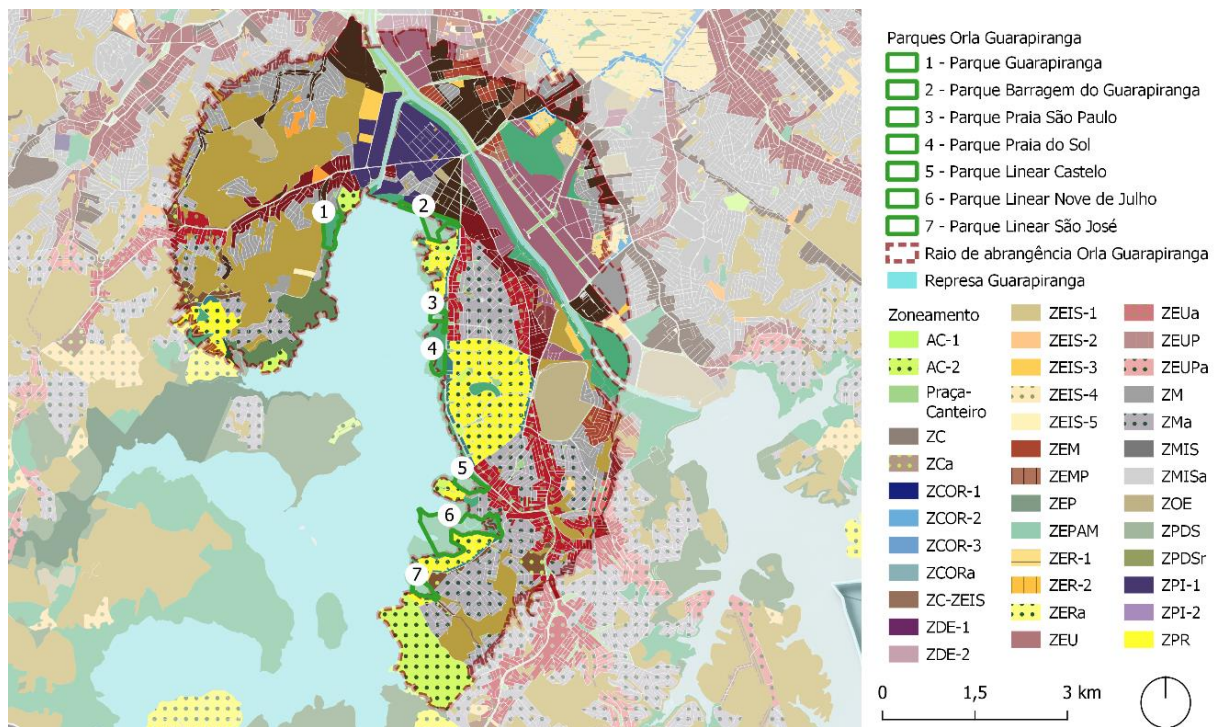 1
2
3
4
5
6
7
Parques Orla Guarapiranga
1 - Parque Guarapiranga
2 - Parque Barragem do Guarapiranga
3 - Parque Praia São Paulo
4 - Parque Praia do Sol
5 - Parque Linear Castelo
6 - Parque Linear Nove de Julho
7 - Parque Linear São José
Raio de abrangência Orla Guarapiranga
Represa Guarapiranga
Zoneamento
AC-1
AC-2
Praça-
Canteiro
ZC
ZCa
ZCOR-1
ZCOR-2
ZCOR-3
ZCORa
ZC-ZEIS
ZDE-1
ZDE-2
ZEIS-1
ZEIS-2
ZEIS-3
ZEIS-4
ZEIS-5
ZEM
ZEMP
ZEP
ZEPAM
ZER-1
ZER-2
ZERa
ZEU
ZEUa
ZEUP
ZEUPa
ZM
ZMa
ZMIS
ZMISa
ZOE
ZPDS
ZPDSr
ZPI-1
ZPI-2
ZPR
0 1,5 3 km